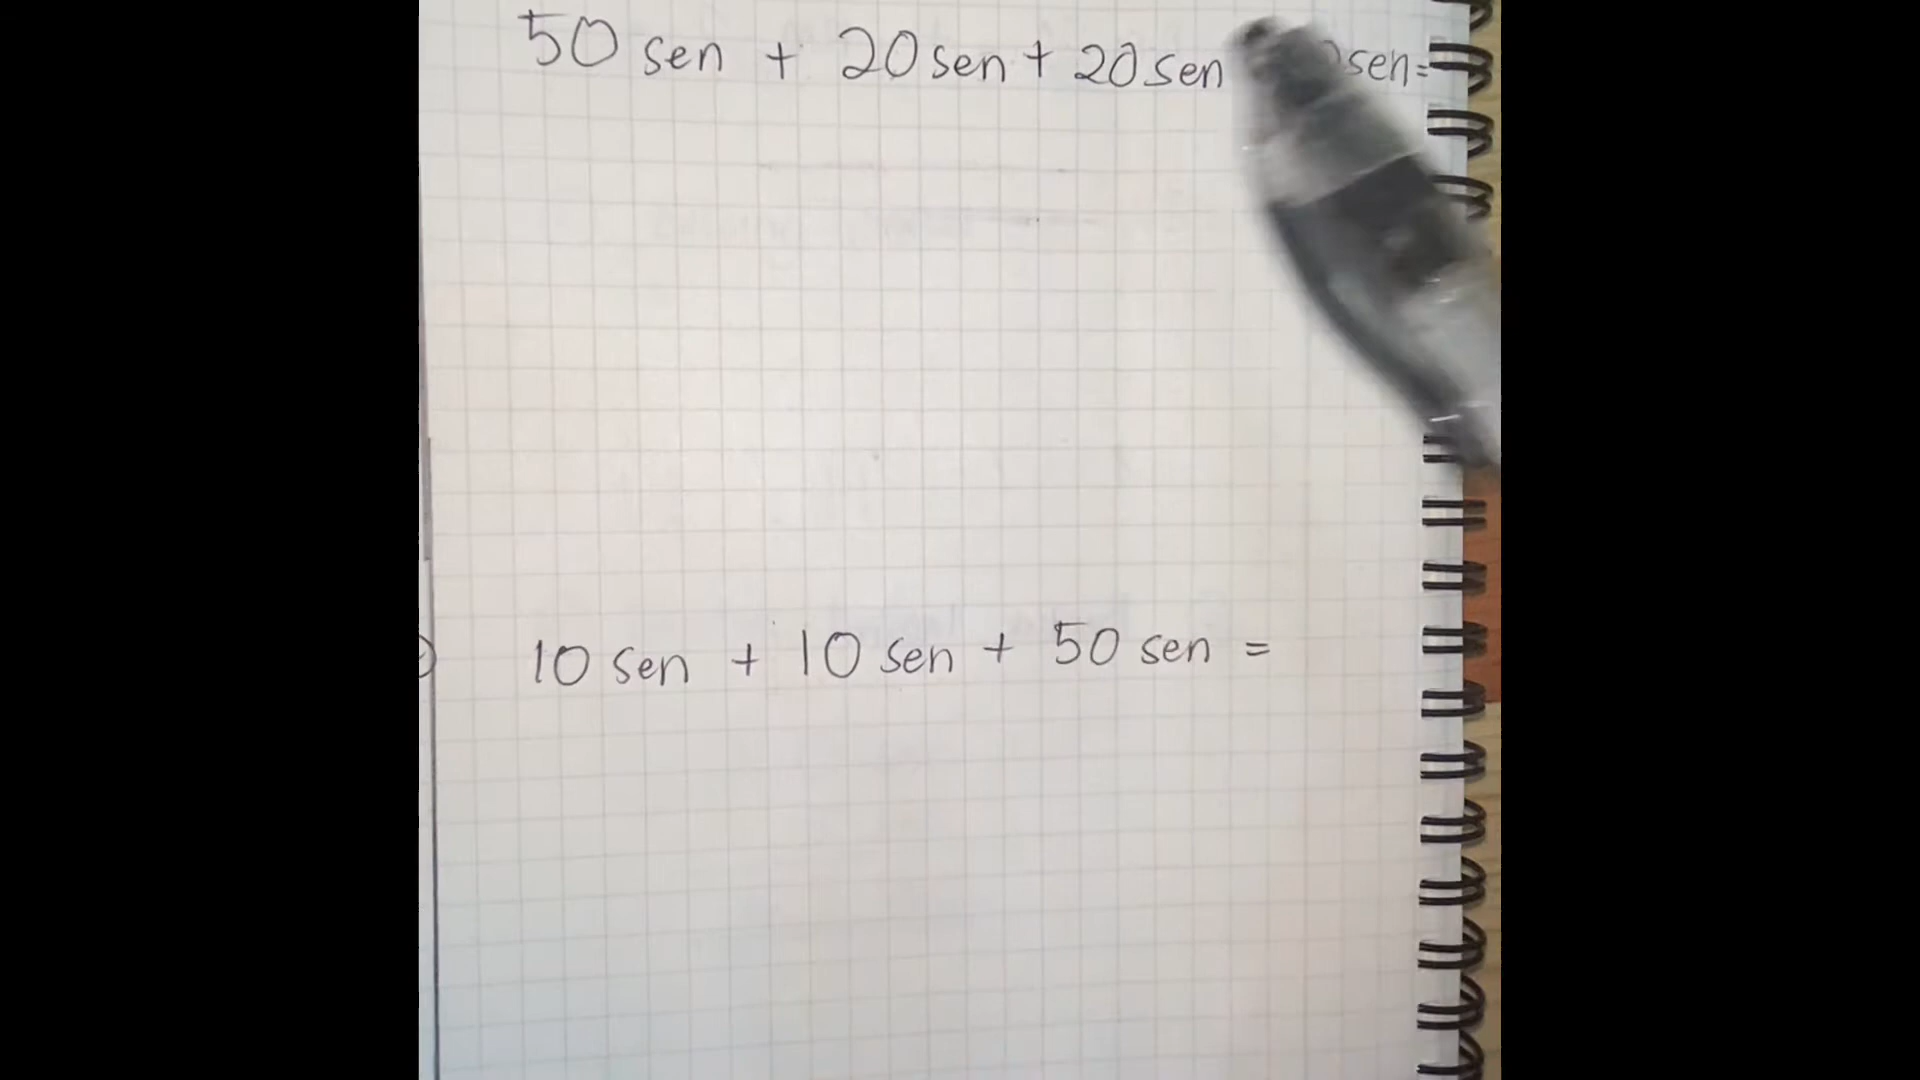 50 sen + 20 sen + 20 sen sen =
10 sen + 10 sen + 50 sen =